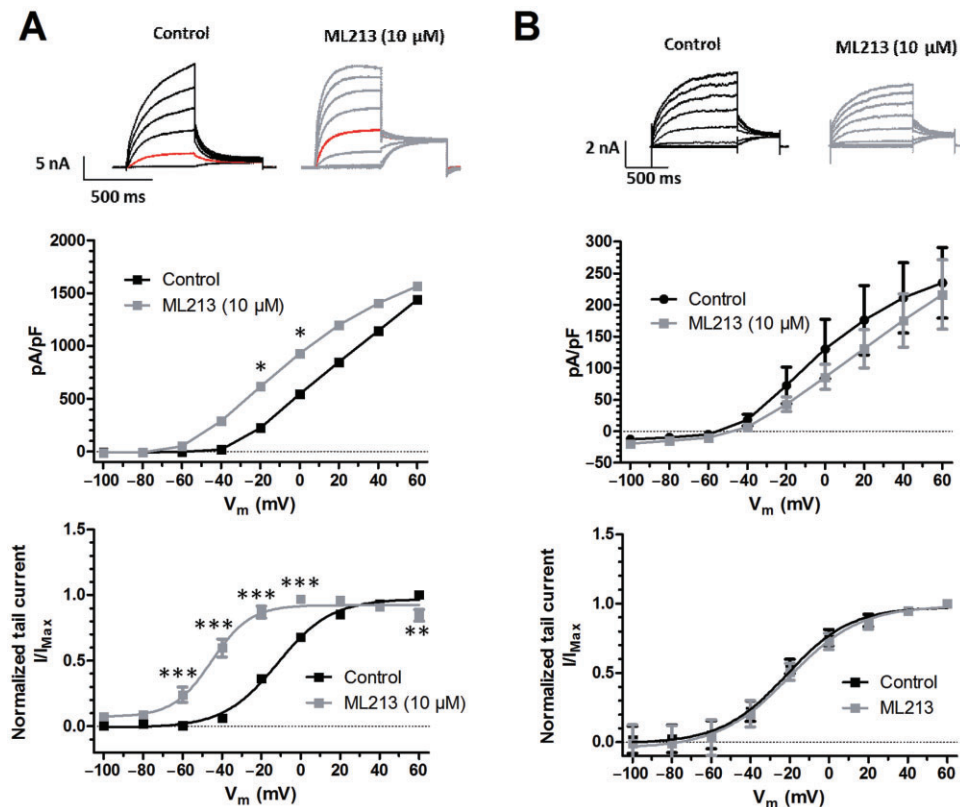 A
Control
ML213 (10 µM)
5 nA
500 ms
2000
1500
1000
500
0
pA/pF
Control
ML213 (10 µM)
*
*
−100 −80 −60 −40 −20 0 20 40 60
Vm (mV)
1.5
1.0
0.5
0.0
Normalized tail current
I/IMax
***
***
***
***
**
Control
ML213 (10 µM)
−100 −80 −60 −40 −20 0 20 40 60
Vm (mV)
B
Control
ML213 (10 µM)
2 nA
500 ms
300
250
200
150
100
50
0
−50
pA/pF
Control
ML213 (10 µM)
−100 −80 −60 −40 −20 0 20 40 60
Vm (mV)
1.5
1.0
0.5
0.0
Normalized tail current
I/IMax
Control
ML213
−100 −80 −60 −40 −20 0 20 40 60
Vm (mV)